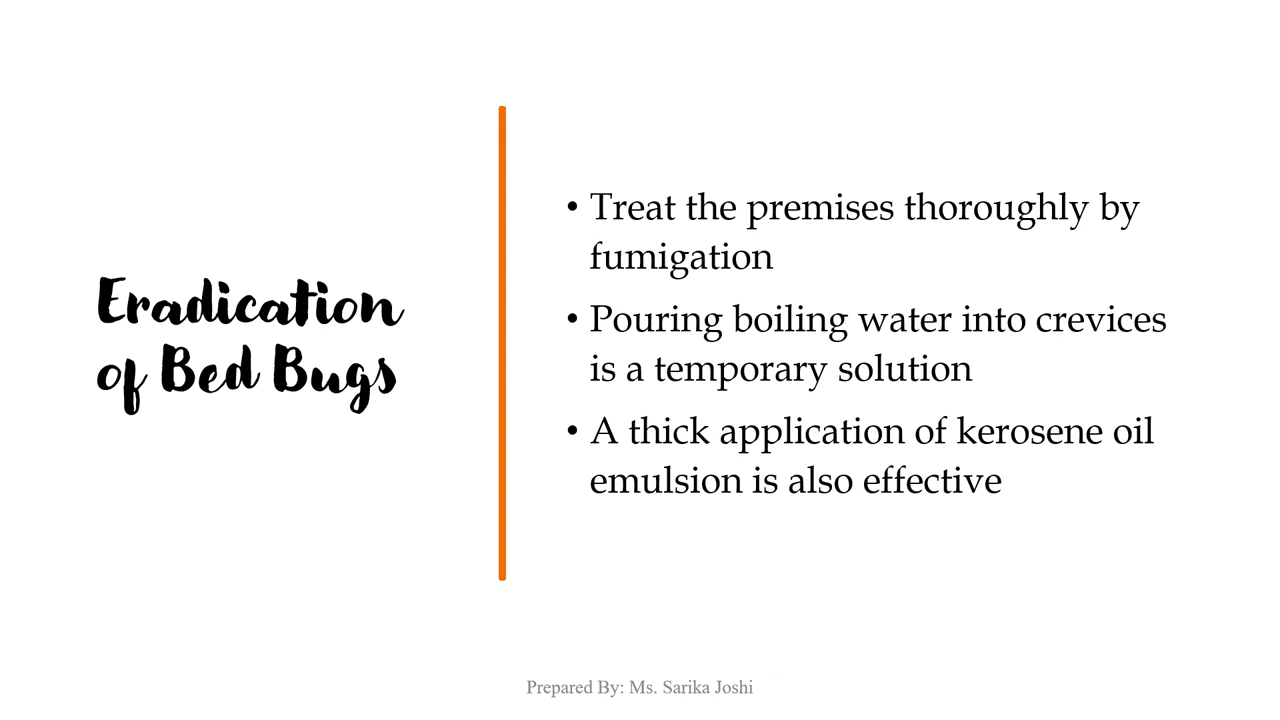 Eradication
of Bed Bugs
• Treat the premises thoroughly by
fumigation
• Pouring boiling water into crevices
is a temporary solution
• A thick application of kerosene oil
emulsion is also effective
Prepared By: Ms. Sarika Joshi